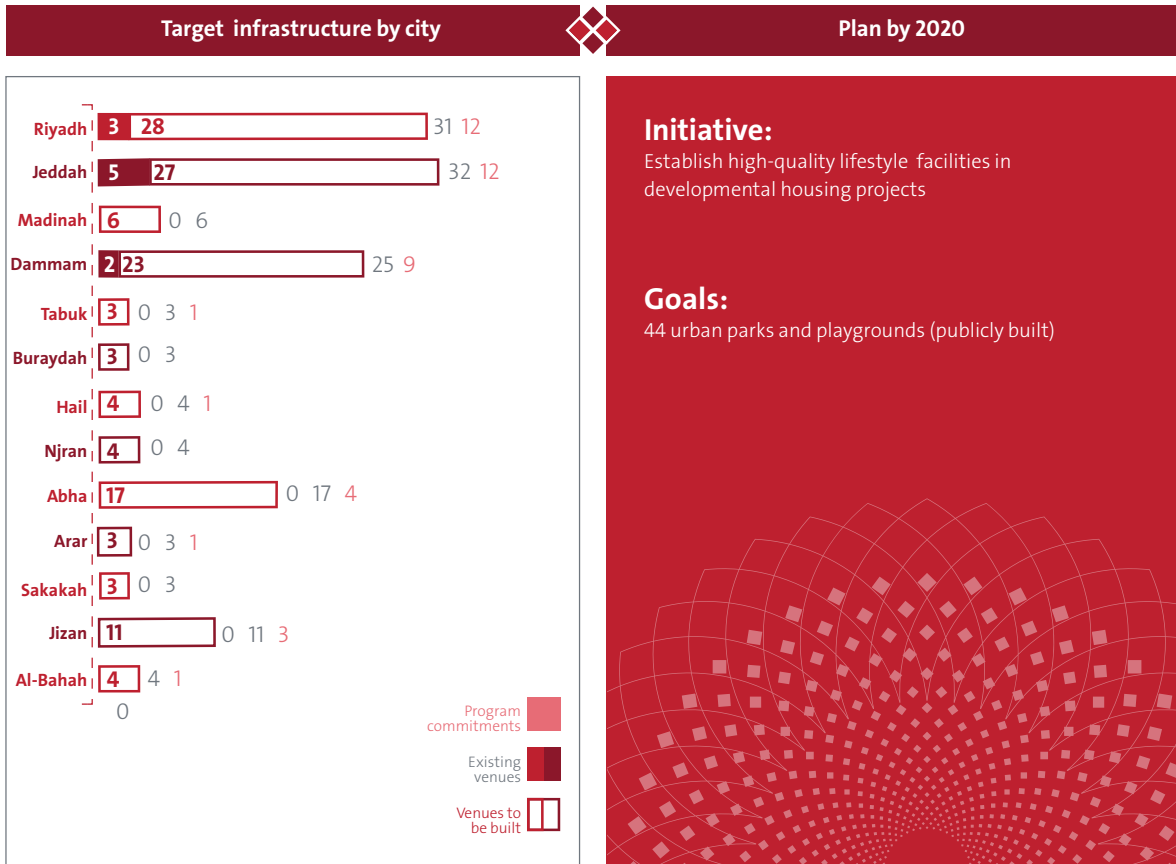 Target infrastructure by city
Plan by 2020
Riyadh 3 28 31 12
Jeddah 5 27 32 12
Madinah 6 0 6
Dammam 2 23 25 9
Tabuk 3 0 3 1
Buraydah 3 0 3
Hail 4 0 4 1
Njran 4 0 4
Abha 17 0 17 4
Arar 3 0 3 1
Sakakah 3 0 3
Jizan 11 0 11 3
Al-Bahah 4 4 1
0
Program
commitments
Existing
venues
Venues to
be built
Initiative:
Establish high-quality lifestyle facilities in
developmental housing projects
Goals:
44 urban parks and playgrounds (publicly built)